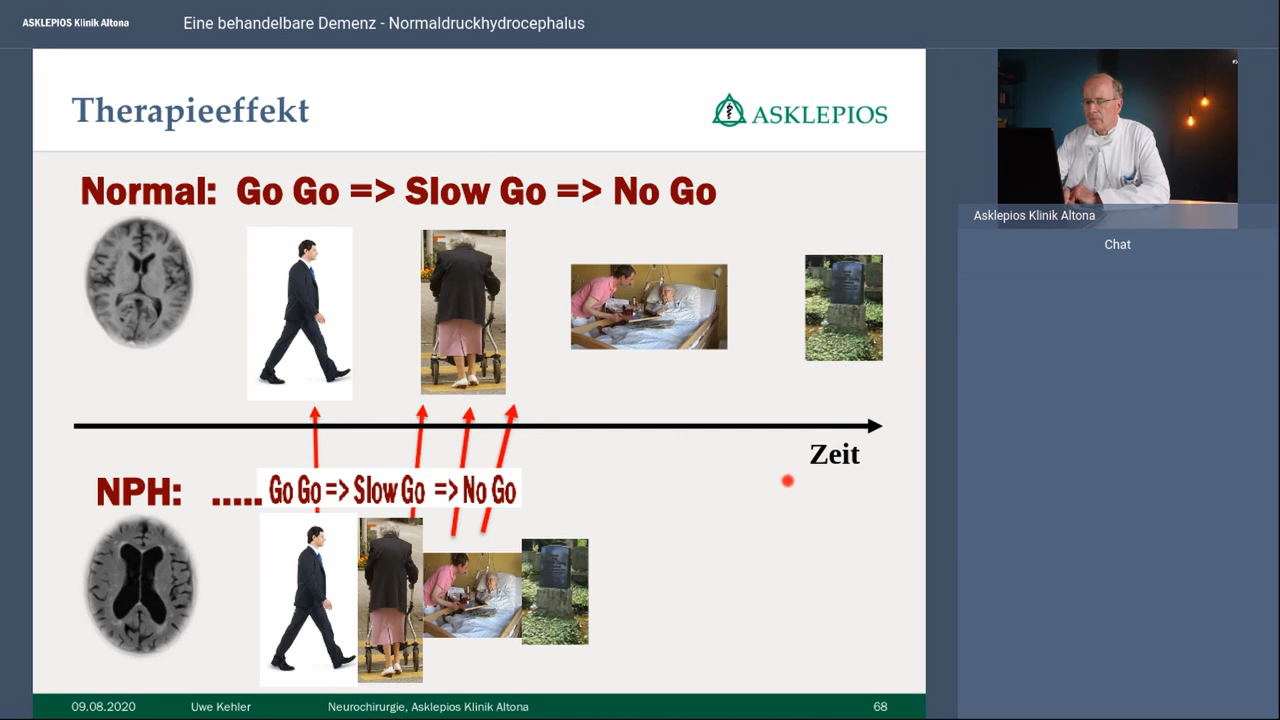 ASKLEPIOS Klinik Altona
Eine behandelbare Demenz - Normaldruckhydrocephalus
Therapieeffekt
ASKLEPIOS
Normal: Go Go => Slow Go => No Go
Zeit
NPH: ..... Go Go => Slow Go => No Go
09.08.2020 Uwe Kehler Neurochirurgie, Asklepios Klinik Altona 68
Asklepios Klinik Altona
Chat